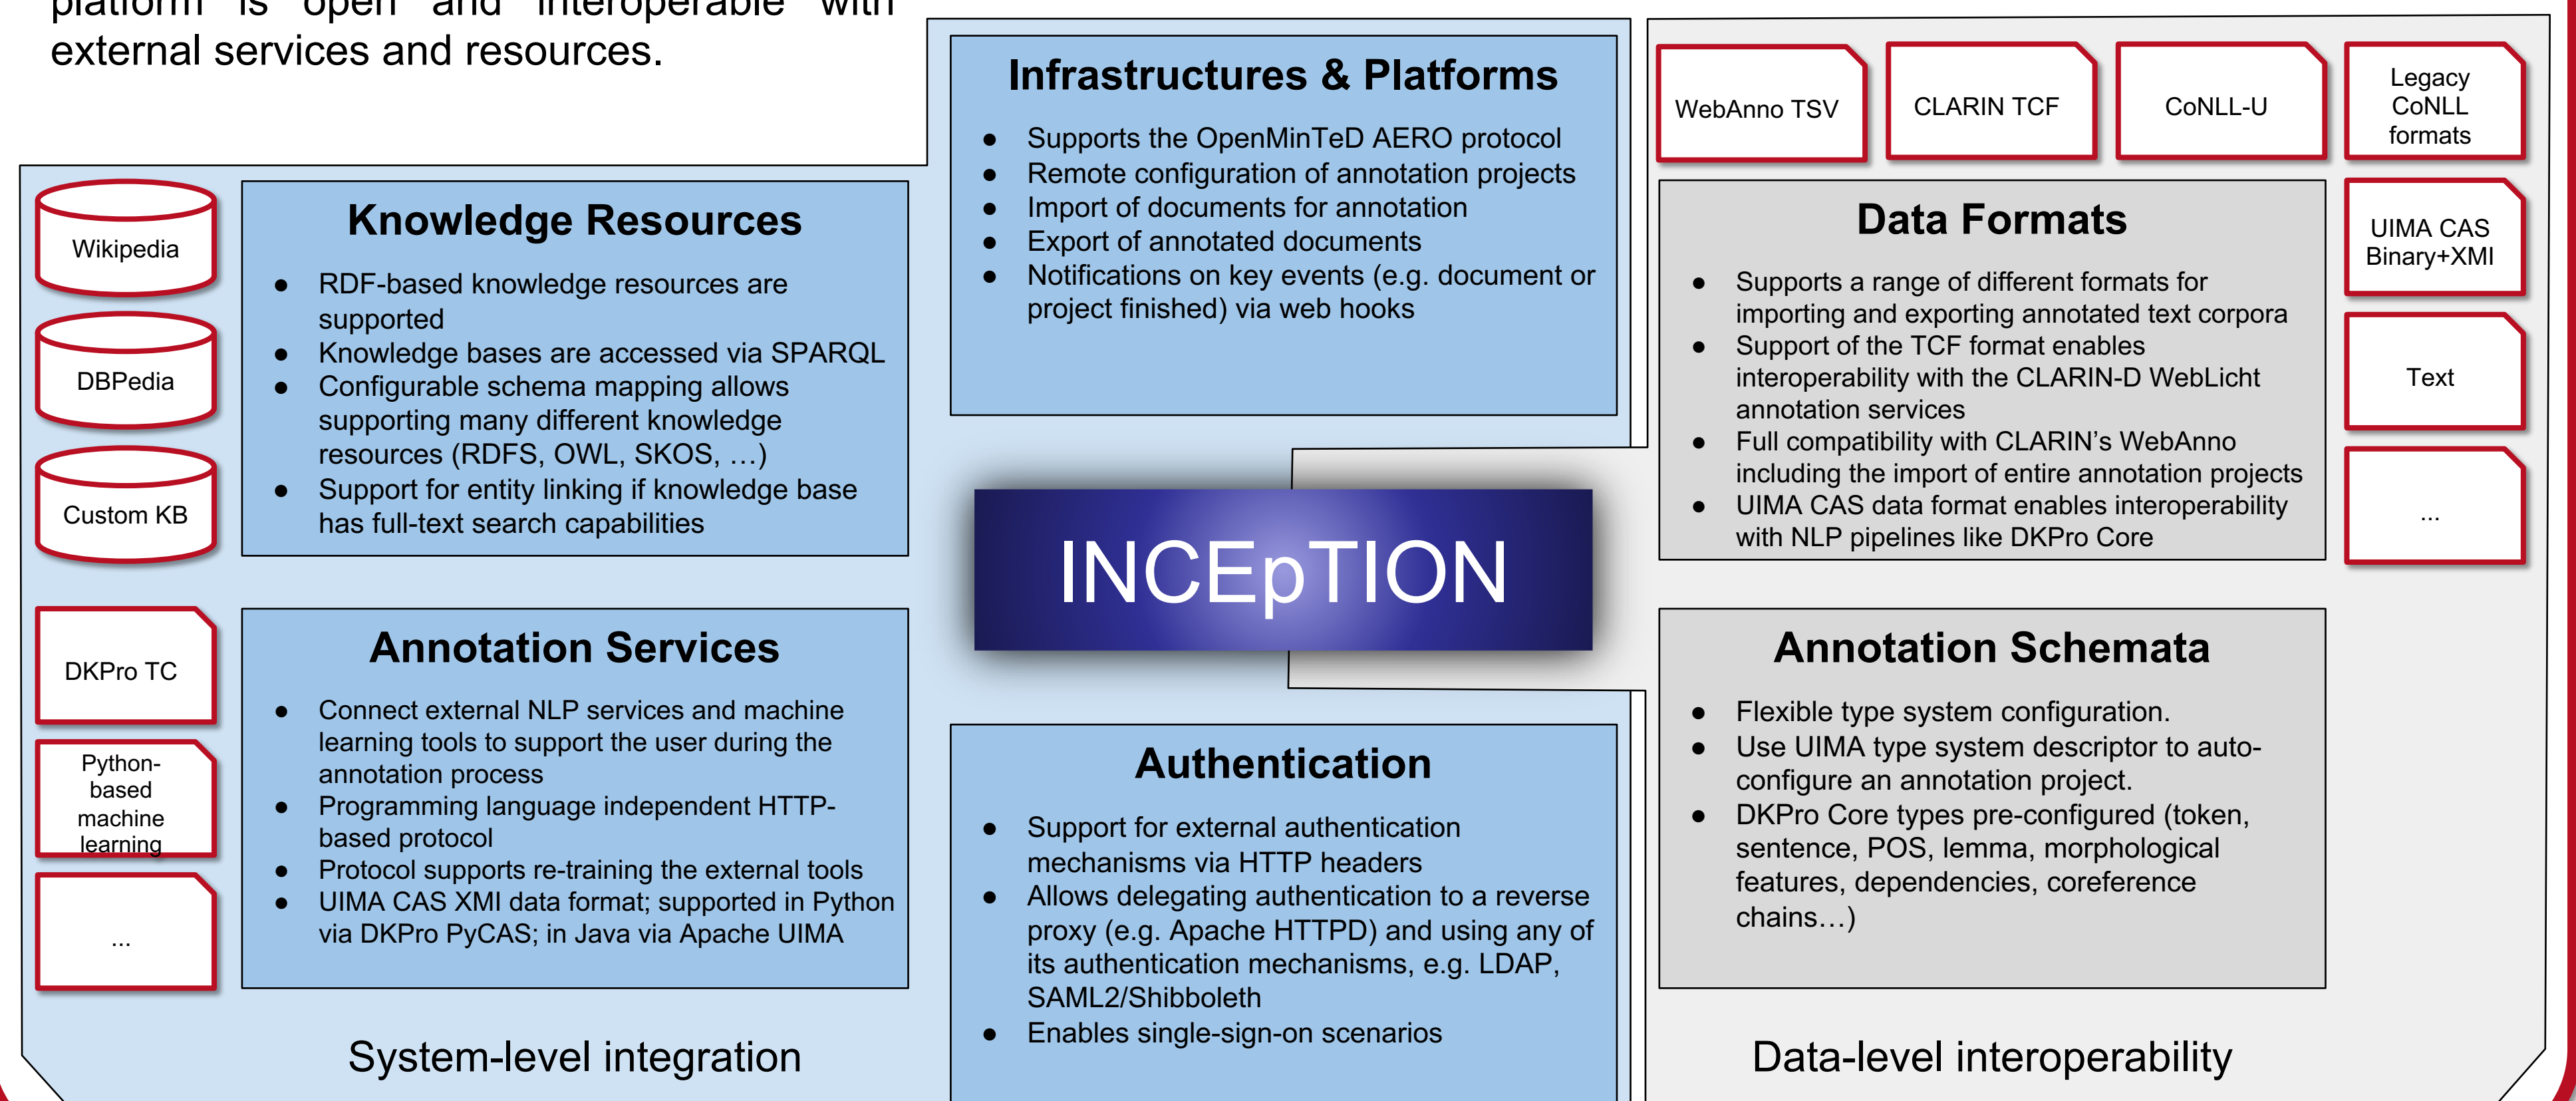 platform is open and interoperable with
external services and resources.
Infrastructures & Platforms
● Supports the OpenMinTeD AERO protocol
● Remote configuration of annotation projects
● Import of documents for annotation
● Export of annotated documents
● Notifications on key events (e.g. document or
project finished) via web hooks
WebAnno TSV
CLARIN TCF
CoNLL-U
Legacy
CoNLL
formats
Wikipedia
DBPedia
Custom KB
Knowledge Resources
● RDF-based knowledge resources are
supported
● Knowledge bases are accessed via SPARQL
● Configurable schema mapping allows
supporting many different knowledge
resources (RDFS, OWL, SKOS, …)
● Support for entity linking if knowledge base
has full-text search capabilities
Data Formats
● Supports a range of different formats for
importing and exporting annotated text corpora
● Support of the TCF format enables
interoperability with the CLARIN-D WebLicht
annotation services
● Full compatibility with CLARIN’s WebAnno
including the import of entire annotation projects
● UIMA CAS data format enables interoperability
with NLP pipelines like DKPro Core
UIMA CAS
Binary+XMI
Text
...
INCEpTION
DKPro TC
Python-
based
machine
learning
...
Annotation Services
● Connect external NLP services and machine
learning tools to support the user during the
annotation process
● Programming language independent HTTP-
based protocol
● Protocol supports re-training the external tools
● UIMA CAS XMI data format; supported in Python
via DKPro PyCAS; in Java via Apache UIMA
Authentication
● Support for external authentication
mechanisms via HTTP headers
● Allows delegating authentication to a reverse
proxy (e.g. Apache HTTPD) and using any of
its authentication mechanisms, e.g. LDAP,
SAML2/Shibboleth
● Enables single-sign-on scenarios
Annotation Schemata
● Flexible type system configuration.
● Use UIMA type system descriptor to auto-
configure an annotation project.
● DKPro Core types pre-configured (token,
sentence, POS, lemma, morphological
features, dependencies, coreference
chains…)
System-level integration
Data-level interoperability